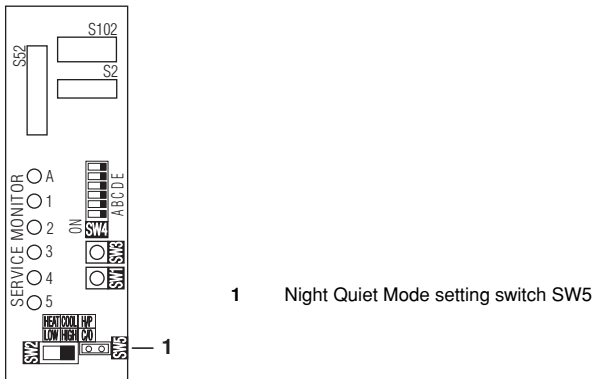 S102
S52
S2
SERVICE MONITOR
A
1
2
3
4
5
ON
A B C D E
SW4
SW3
SW1
HEAT COOL H/P
LOW HIGH C/O
SW2
SW5
1
1 Night Quiet Mode setting switch SW5